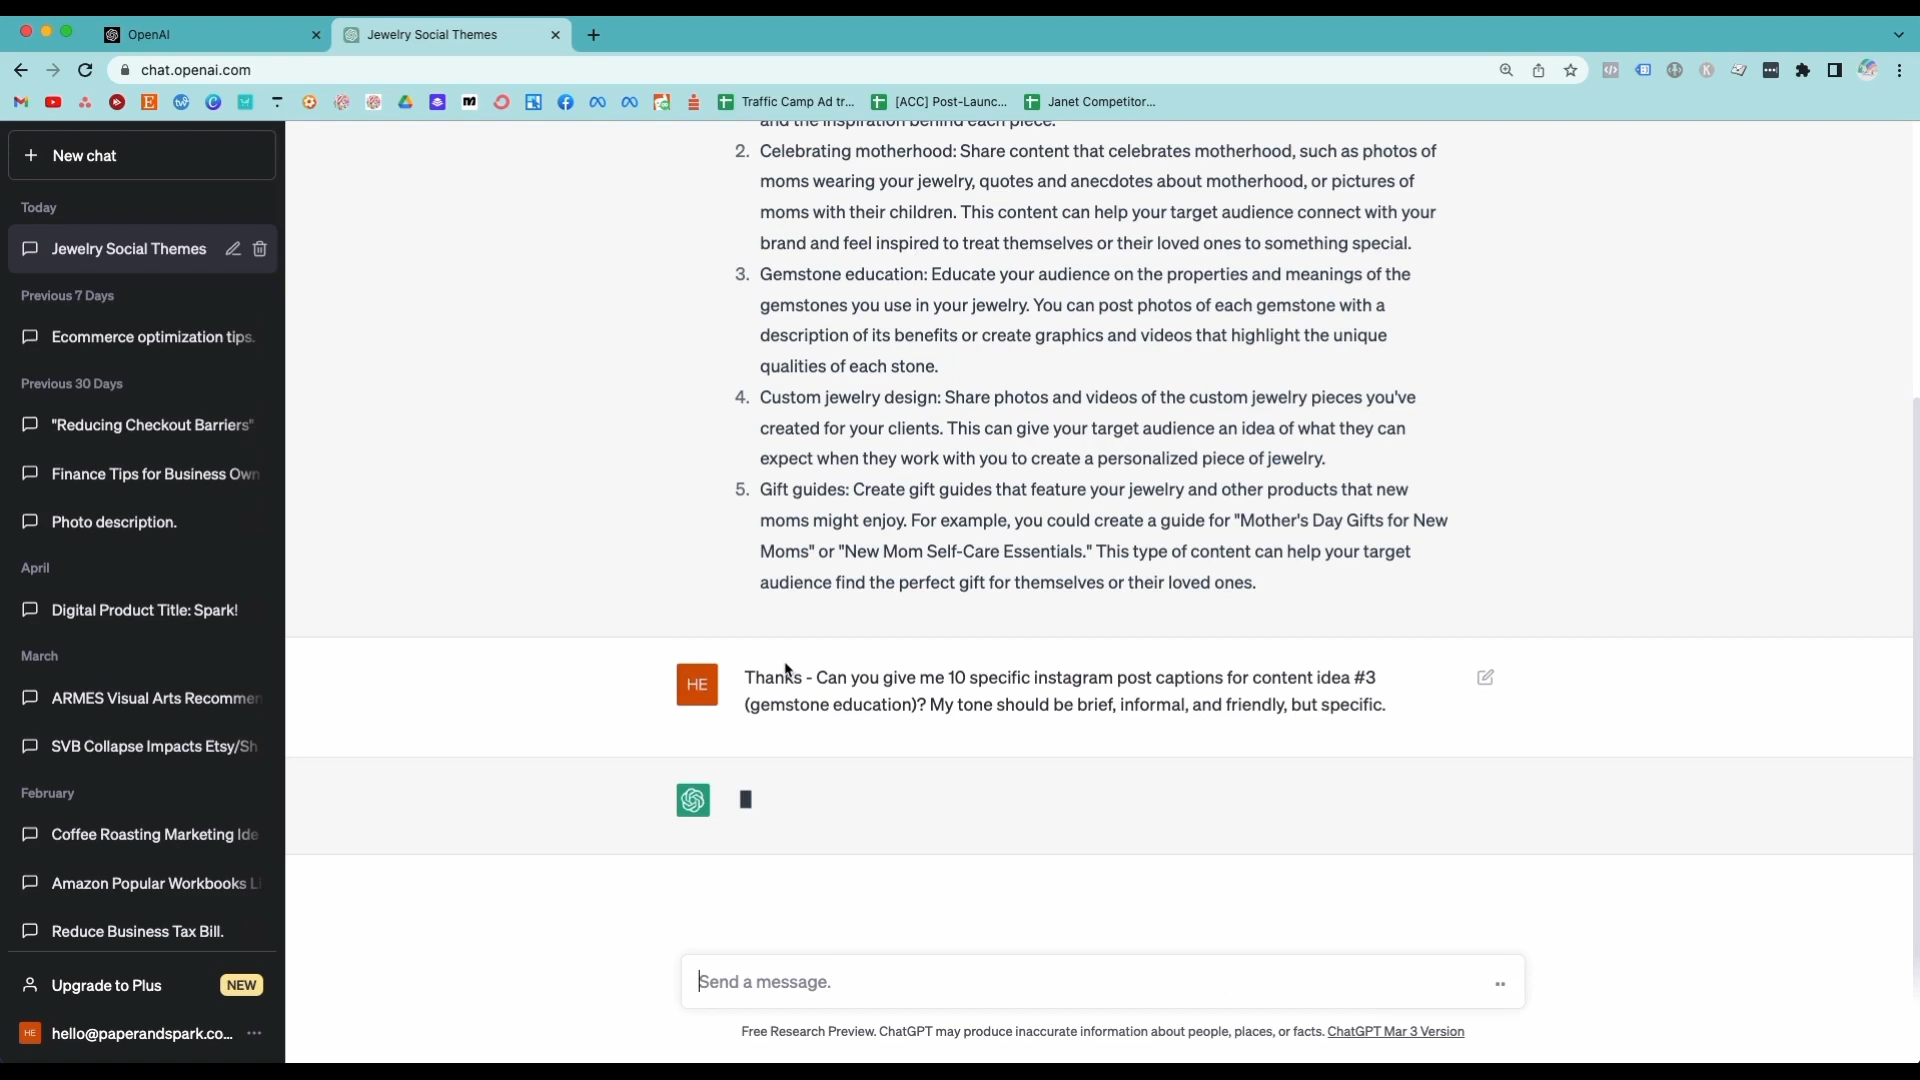 OpenAI
Jewelry Social Themes
chat.openai.com
Traffic Camp Ad tr...
[ACC] Post-Launc...
Janet Competitor...
New chat
Today
Jewelry Social Themes
Previous 7 Days
Ecommerce optimization tips.
Previous 30 Days
"Reducing Checkout Barriers"
Finance Tips for Business Own
Photo description.
April
Digital Product Title: Spark!
March
ARMES Visual Arts Recommen
SVB Collapse Impacts Etsy/Sh
February
Coffee Roasting Marketing Ide
Amazon Popular Workbooks Li
Reduce Business Tax Bill.
Upgrade to Plus
NEW
HE
hello@paperandspark.co...
and the inspiration behind each piece.
2. Celebrating motherhood: Share content that celebrates motherhood, such as photos of
moms wearing your jewelry, quotes and anecdotes about motherhood, or pictures of
moms with their children. This content can help your target audience connect with your
brand and feel inspired to treat themselves or their loved ones to something special.
3. Gemstone education: Educate your audience on the properties and meanings of the
gemstones you use in your jewelry. You can post photos of each gemstone with a
description of its benefits or create graphics and videos that highlight the unique
qualities of each stone.
4. Custom jewelry design: Share photos and videos of the custom jewelry pieces you've
created for your clients. This can give your target audience an idea of what they can
expect when they work with you to create a personalized piece of jewelry.
5. Gift guides: Create gift guides that feature your jewelry and other products that new
moms might enjoy. For example, you could create a guide for "Mother's Day Gifts for New
Moms" or "New Mom Self-Care Essentials." This type of content can help your target
audience find the perfect gift for themselves or their loved ones.
HE
Thanks - Can you give me 10 specific instagram post captions for content idea #3
(gemstone education)? My tone should be brief, informal, and friendly, but specific.
Send a message.
Free Research Preview. ChatGPT may produce inaccurate information about people, places, or facts. ChatGPT Mar 3 Version